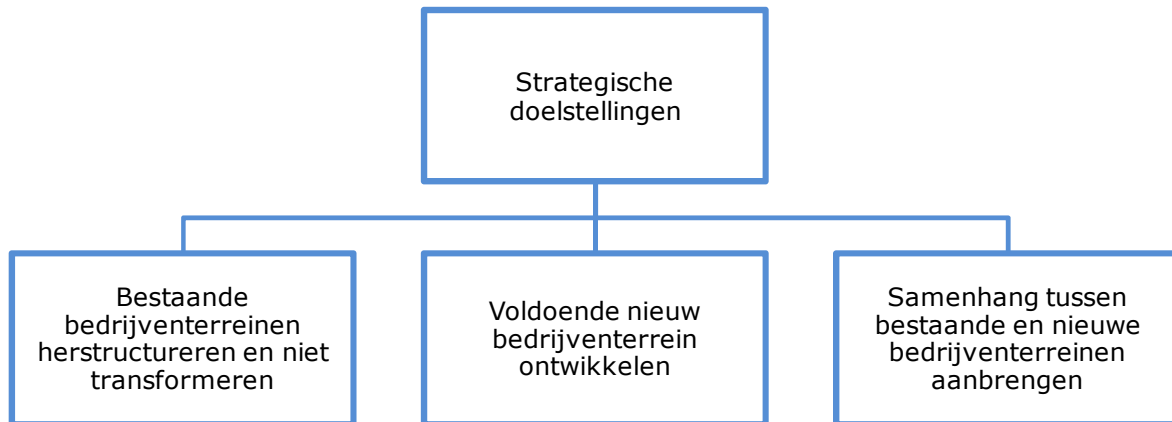 Strategische
doelstellingen
Bestaande
bedrijventerreinen
herstructureren en niet
transformeren
Voldoende nieuw
bedrijventerrein
ontwikkelen
Samenhang tussen
bestaande en nieuwe
bedrijventerreinen
aanbrengen